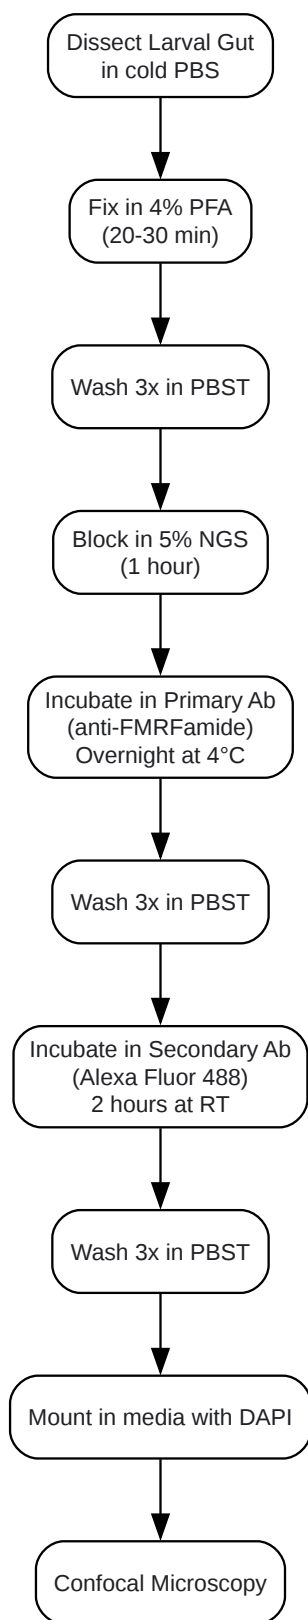 Dissect Larval Gut
in cold PBS
Fix in 4% PFA
(20-30 min)
Wash 3x in PBST
Block in 5% NGS
(1 hour)
Incubate in Primary Ab
(anti-FMRFamide)
Overnight at 4°C
Wash 3x in PBST
Incubate in Secondary Ab
(Alexa Fluor 488)
2 hours at RT
Wash 3x in PBST
Mount in media with DAPI
Confocal Microscopy